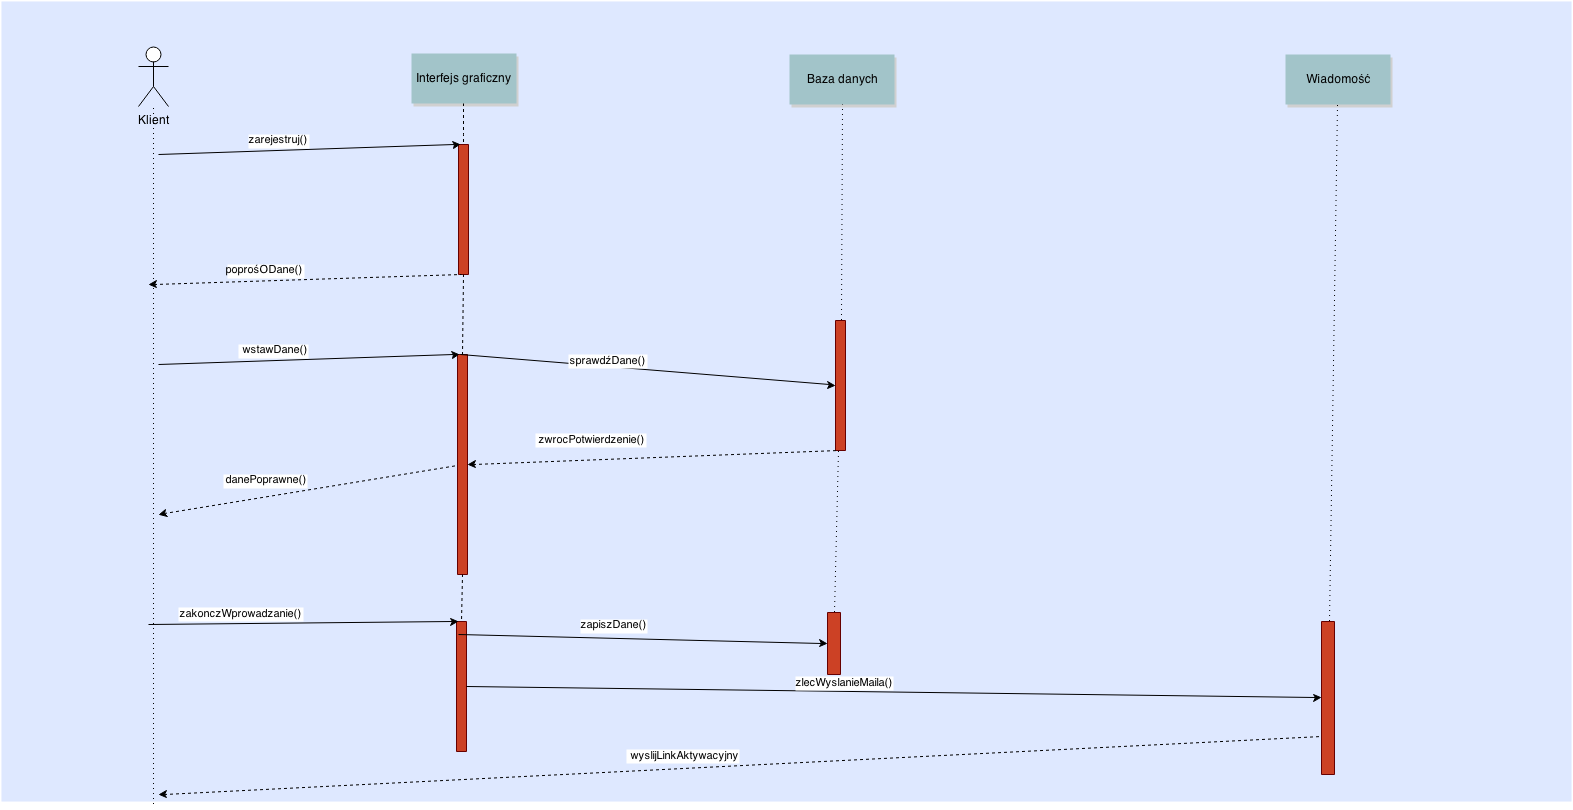 Klient
Interfejs graficzny
Baza danych
Wiadomość
zarejestruj()
poprośODane()
wstawDane()
sprawdźDane()
zwrocPotwierdzenie()
danePoprawne()
zakonczWprowadzanie()
zapiszDane()
zlecWyslanieMaila()
wyslijLinkAktywacyjny